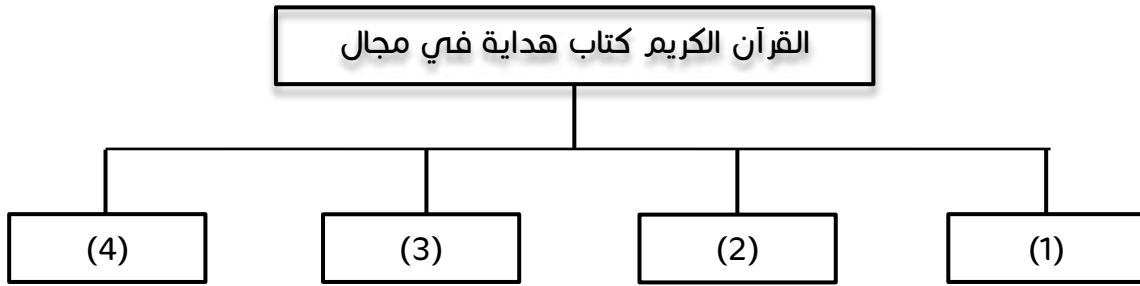 القرآن الكريم كتاب هداية في مجال
(1)
(2)
(3)
(4)